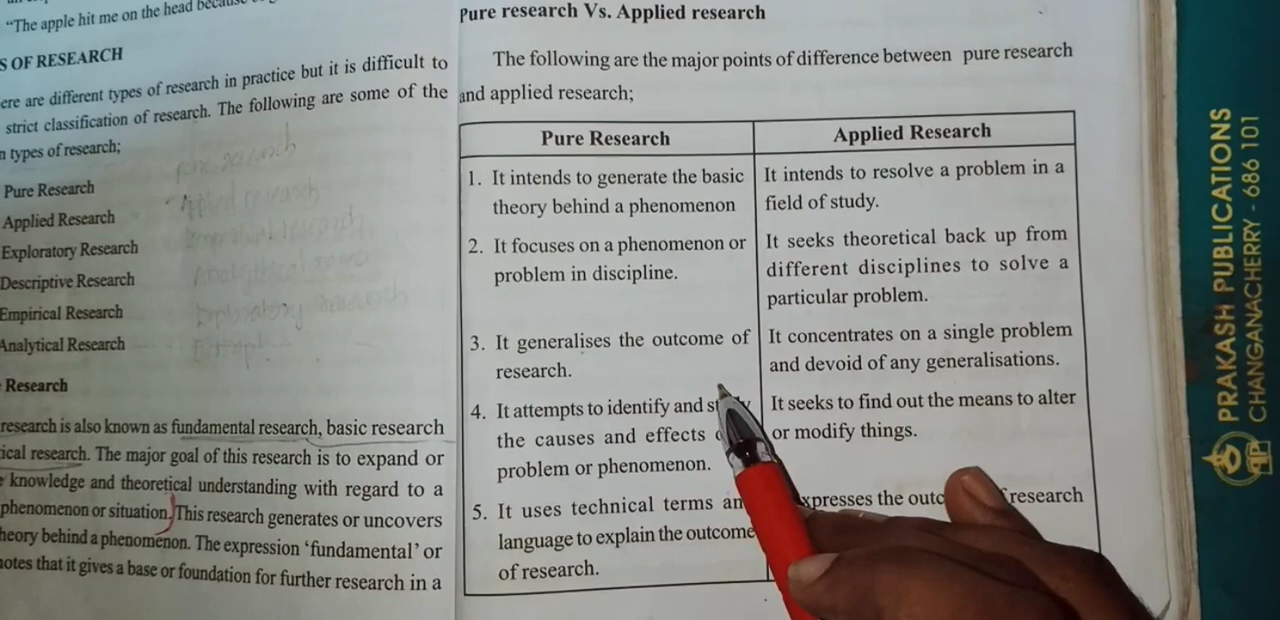 "The apple hit me on the head because
S OF RESEARCH
ere are different types of research in practice but it is difficult to
strict classification of research. The following are some of the
n types of research;
Pure Research
Applied Research
Exploratory Research
Descriptive Research
Empirical Research
Analytical Research
Research
research is also known as fundamental research, basic research
ical research. The major goal of this research is to expand or
knowledge and theoretical understanding with regard to a
phenomenon or situation. This research generates or uncovers
heory behind a phenomenon. The expression 'fundamental' or
notes that it gives a base or foundation for further research in a
pure research
Applied research
Pure research Vs. Applied research
The following are the major points of difference between pure research
and applied research;
Pure Research
Applied Research
1. It intends to generate the basic
theory behind a phenomenon
It intends to resolve a problem in a
field of study.
2. It focuses on a phenomenon or
problem in discipline.
It seeks theoretical back up from
different disciplines to solve a
particular problem.
3. It generalises the outcome of
research.
It concentrates on a single problem
and devoid of any generalisations.
4. It attempts to identify and
the causes and effects
problem or phenomenon.
It seeks to find out the means to alter
or modify things.
5. It uses technical terms an
language to explain the outcome
of research.
xpresses the outc research
PRAKASH PUBLICATIONS
CHANGANACHERRY - 686 101